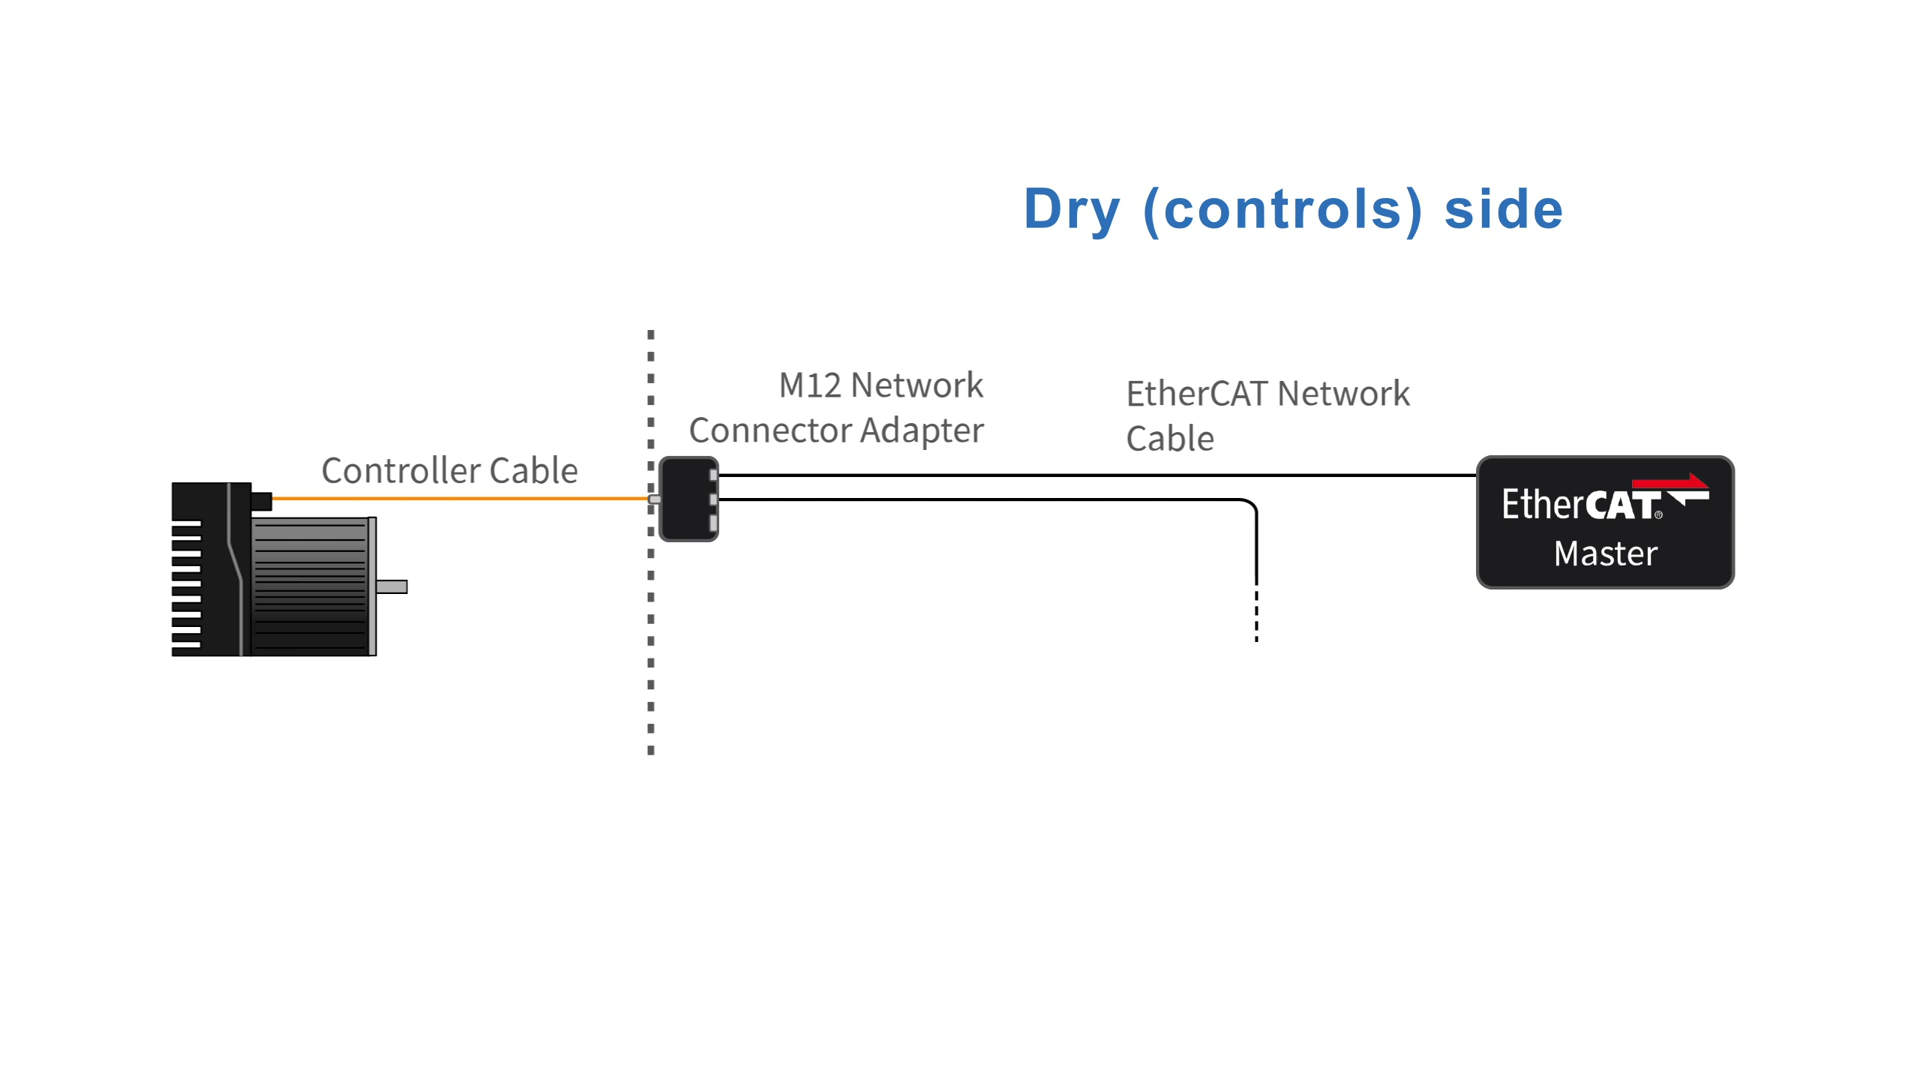 Dry (controls) side
M12 Network
Connector Adapter
EtherCAT Network
Cable
Controller Cable
EtherCAT®
Master